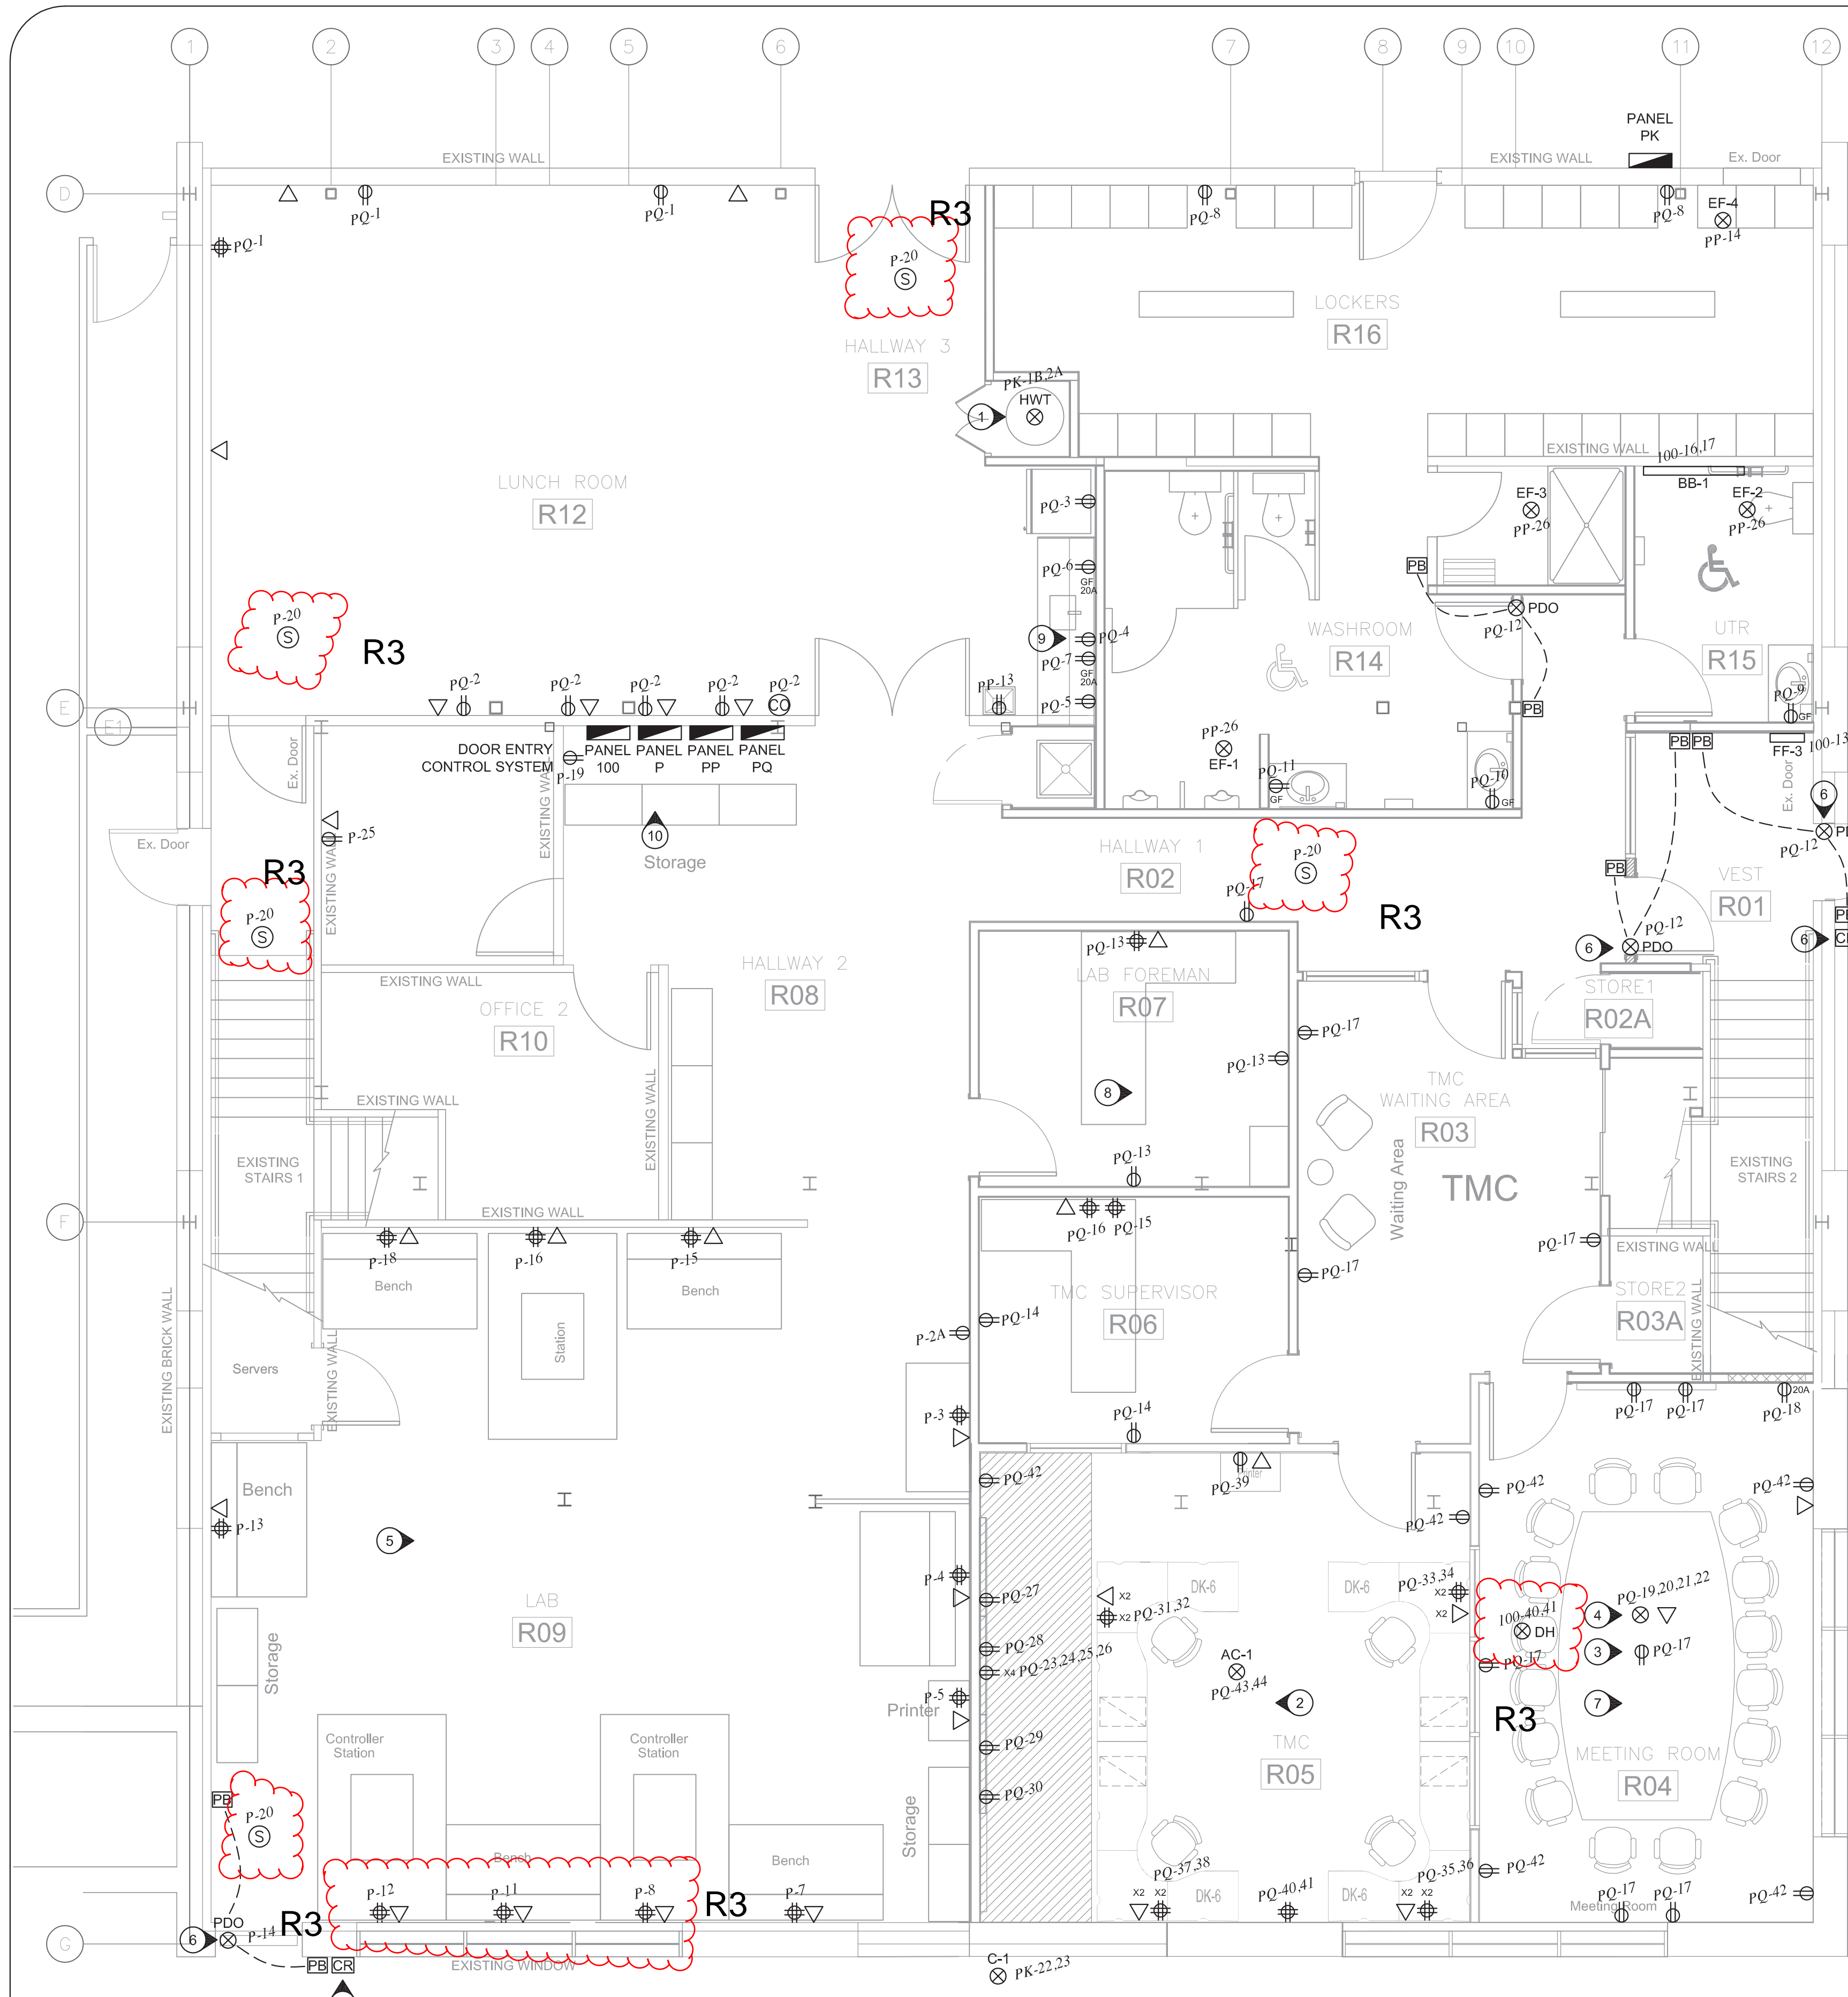 1 2 3 4 5 6 7 8 9 10 11 12
PANEL
PK
EXISTING WALL
EXISTING WALL
Ex. Door
D
PQ-1
PQ-1
R3
PQ-8
PQ-8
EF-4
PP-14
PQ-1
P-20
S
LOCKERS
R16
HALLWAY 3
R13
PK-1B,2A
HWT
1
EXISTING WALL
100-16,17
BB-1
LUNCH ROOM
R12
PQ-3
EF-3
PP-26
EF-2
PP-26
PQ-6
GF
20A
PB
P-20
S
R3
PDO
PQ-12
WASHROOM
R14
UTR
R15
9
PQ-4
PQ-7
GF
20A
PQ-5
PQ-2
PQ-2
PQ-2
PQ-2
PQ-2
CO
PP-13
PB
PQ-9
GF
E
E1
DOOR ENTRY
CONTROL SYSTEM
P-19
PANEL
100
PANEL
P
PANEL
PP
PANEL
PQ
PP-26
EF-1
PB
PB
FF-3
100-13
Ex. Door
EXISTING WALL
PQ-11
GF
PQ-10
GF
Ex. Door
6
PQ-12
Ex. Door
P-25
EXISTING WALL
10
Storage
HALLWAY 1
R02
P-20
S
R3
PQ-17
PB
VEST
R01
R3
P-20
S
PQ-12
PDO
6
6
PQ-13
LAB FOREMAN
R07
HALLWAY 2
R08
EXISTING WALL
OFFICE 2
R10
STORE1
R02A
PQ-17
PQ-13
8
EXISTING WALL
EXISTING WALL
TMC
WAITING AREA
R03
Waiting Area
TMC
EXISTING
STAIRS 1
PQ-13
EXISTING
STAIRS 2
F
EXISTING WALL
PQ-16
PQ-15
P-18
P-16
P-15
PQ-17
EXISTING WALL
Bench
Bench
Station
TMC SUPERVISOR
R06
PQ-17
STORE2
R03A
EXISTING WALL
EXISTING BRICK WALL
PQ-14
P-2A
Servers
EXISTING WALL
P-3
PQ-14
PQ-17
PQ-17
20A
PQ-18
PQ-42
Printer
PQ-39
PQ-42
PQ-42
PQ-42
Bench
P-13
5
P-4
PQ-27
X2
PQ-31,32
X2
DK-6
DK-6
PQ-33,34
X2
X2
100-40,41
DH
4
PQ-19,20,21,22
LAB
R09
PQ-28
X4 PQ-23,24,25,26
3
PQ-17
PQ-17
AC-1
PQ-43,44
2
7
Storage
P-5
Printer
R3
Controller
Station
Controller
Station
PQ-29
TMC
R05
MEETING ROOM
R04
PQ-30
PB
P-20
S
Storage
Bench
Bench
PQ-37,38
X2
X2
DK-6
PQ-40,41
DK-6
PQ-35,36
X2
X2
PQ-42
PQ-17
PQ-17
Meeting Room
PQ-42
P-12
P-11
P-8
R3
P-7
PDO
R3
P-14
6
G
PB
CR
EXISTING WINDOW
C-1
PK-22,23